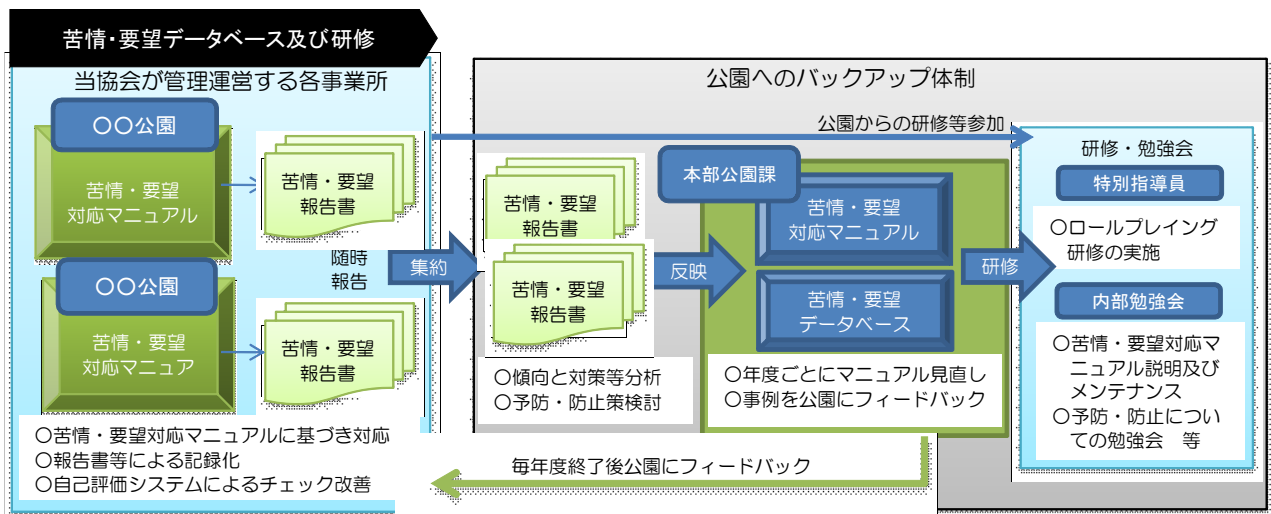 苦情・要望データベース及び研修
当協会が管理運営する各事業所
〇〇公園
苦情・要望
対応マニュアル
苦情・要望
報告書
随時
報告
〇〇公園
苦情・要望
対応マニュア
苦情・要望
報告書
〇苦情・要望対応マニュアルに基づき対応
〇報告書等による記録化
〇自己評価システムによるチェック改善
集約
公園へのバックアップ体制
公園からの研修等参加
苦情・要望
報告書
苦情・要望
報告書
〇傾向と対策等分析
〇予防・防止策検討
反映
本部公園課
苦情・要望
対応マニュアル
苦情・要望
データベース
〇年度ごとにマニュアル見直し
〇事例を公園にフィードバック
研修
研修・勉強会
特別指導員
〇ロールプレイング
研修の実施
内部勉強会
〇苦情・要望対応マ
ニュアル説明及び
メンテナンス
〇予防・防止につい
ての勉強会　等
毎年度終了後公園にフィードバック